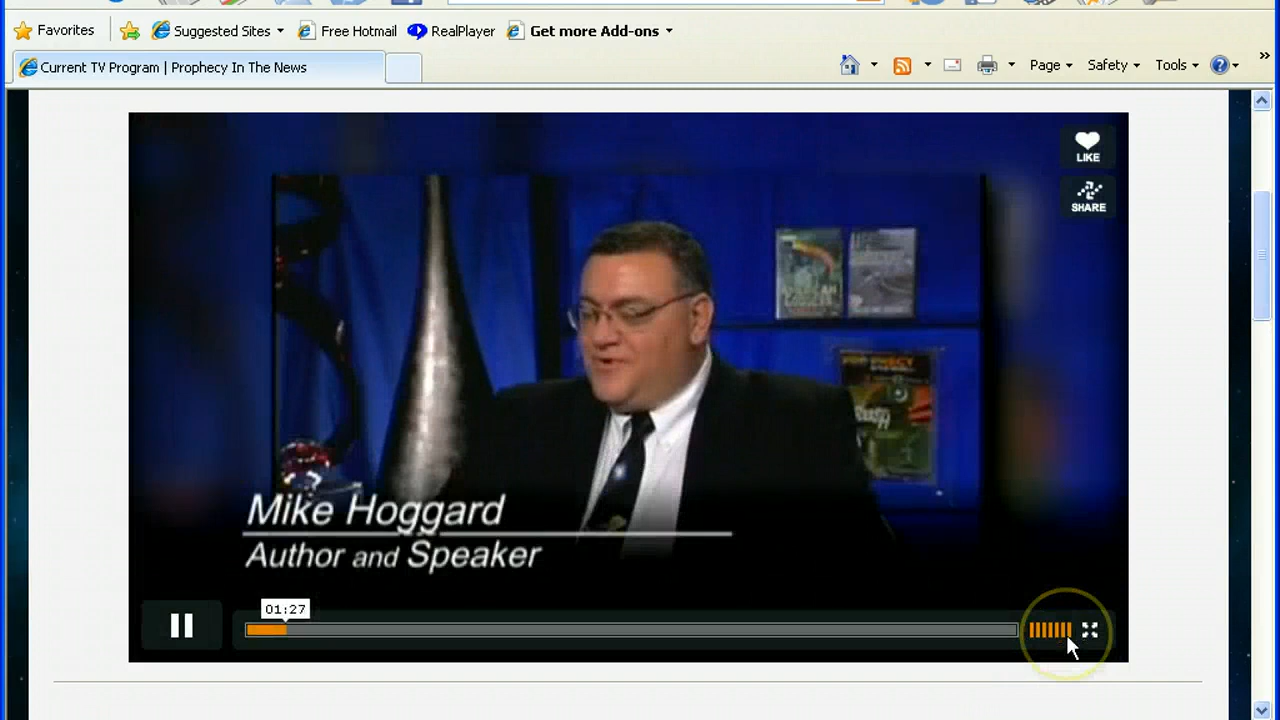 Favorites Suggested Sites Free Hotmail RealPlayer Get more Add-ons
Current TV Program | Prophecy In The News
Page Safety Tools
LIKE
SHARE
Mike Hoggard
Author and Speaker
01:27